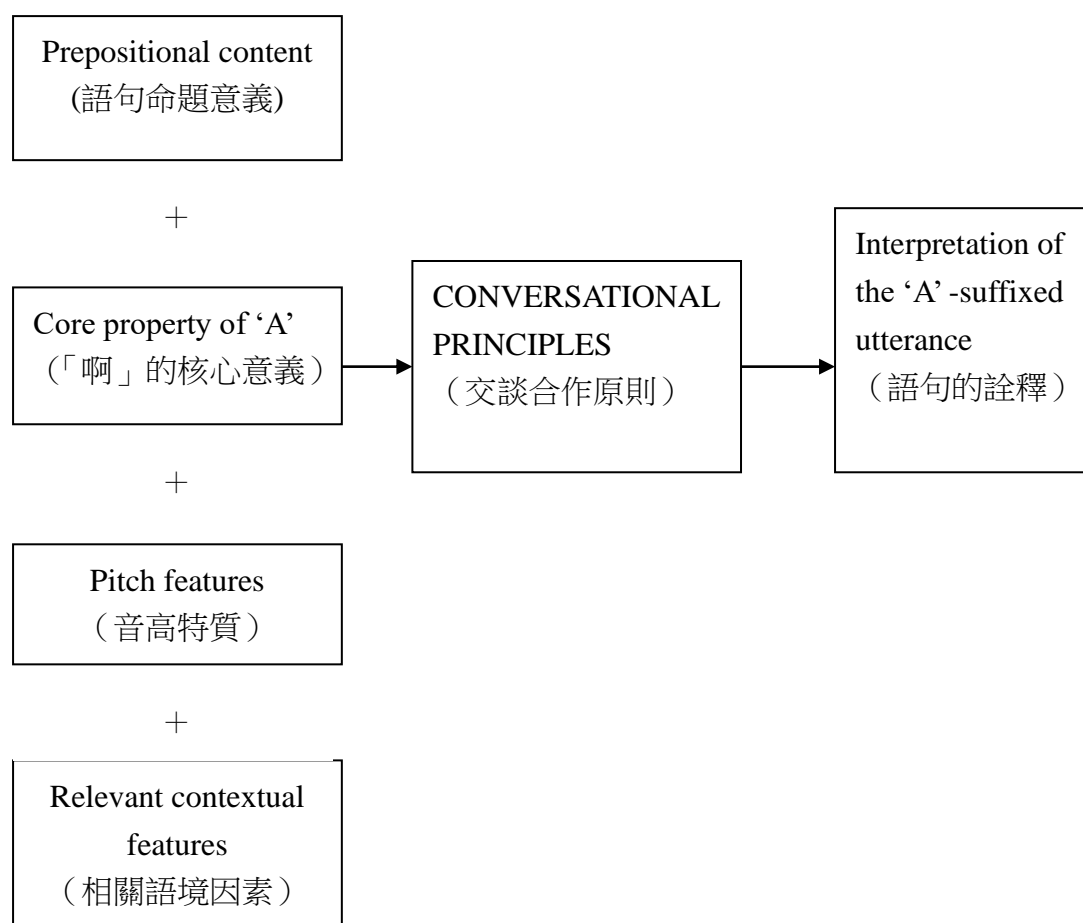 Prepositional content
(語句命題意義)
＋
Core property of ‘A’
（「啊」的核心意義）
＋
Pitch features
（音高特質）
＋
Relevant contextual
features
（相關語境因素）
CONVERSATIONAL
PRINCIPLES
（交談合作原則）
Interpretation of
the ‘A’ -suffixed
utterance
（語句的詮釋）